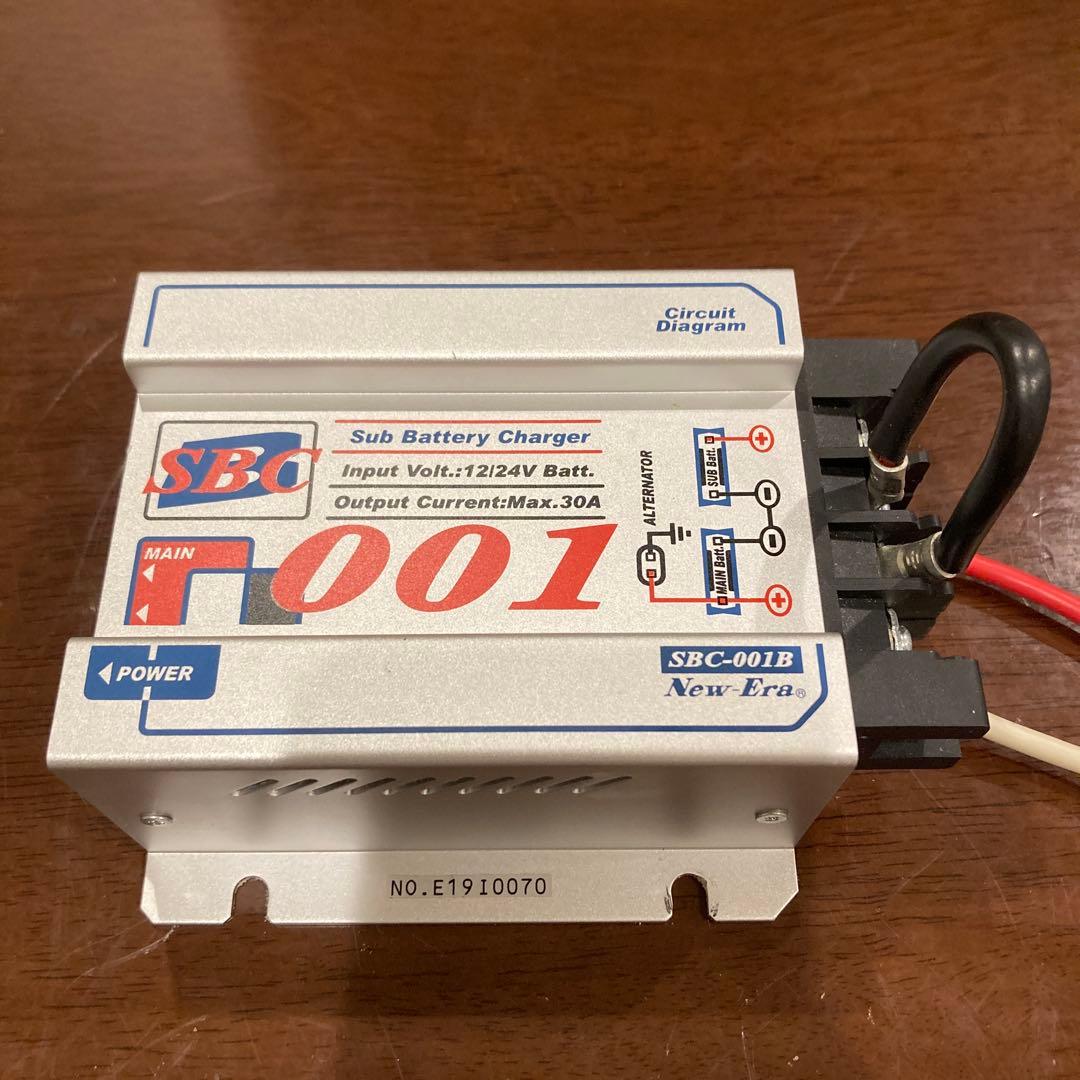 Circuit
Diagram
SBC
Sub Battery Charger
Input Volt.:12/24V Batt.
Output Current:Max.30A
MAIN
001
ALTERNATOR
SUB Batt.
MAIN Batt.
+
−
−
+
POWER
SBC-001B
New-Era®
NO.E19I0070